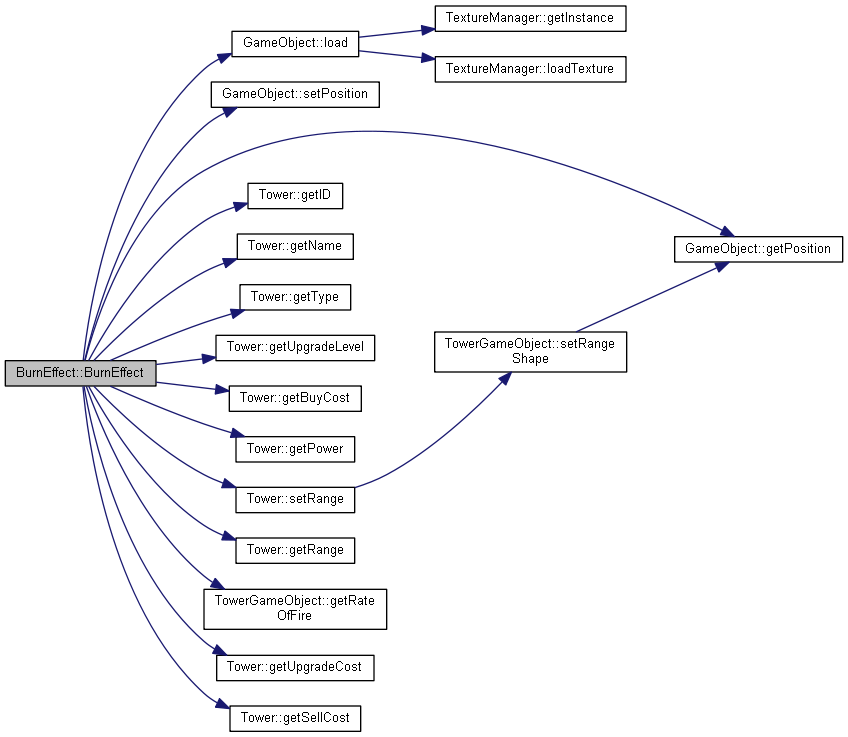 TextureManager::getInstance
GameObject::load
TextureManager::loadTexture
GameObject::setPosition
Tower::getID
Tower::getName
GameObject::getPosition
Tower::getType
Tower::getUpgradeLevel
TowerGameObject::setRange
Shape
BurnEffect::BurnEffect
Tower::getBuyCost
Tower::getPower
Tower::setRange
Tower::getRange
TowerGameObject::getRate
OfFire
Tower::getUpgradeCost
Tower::getSellCost